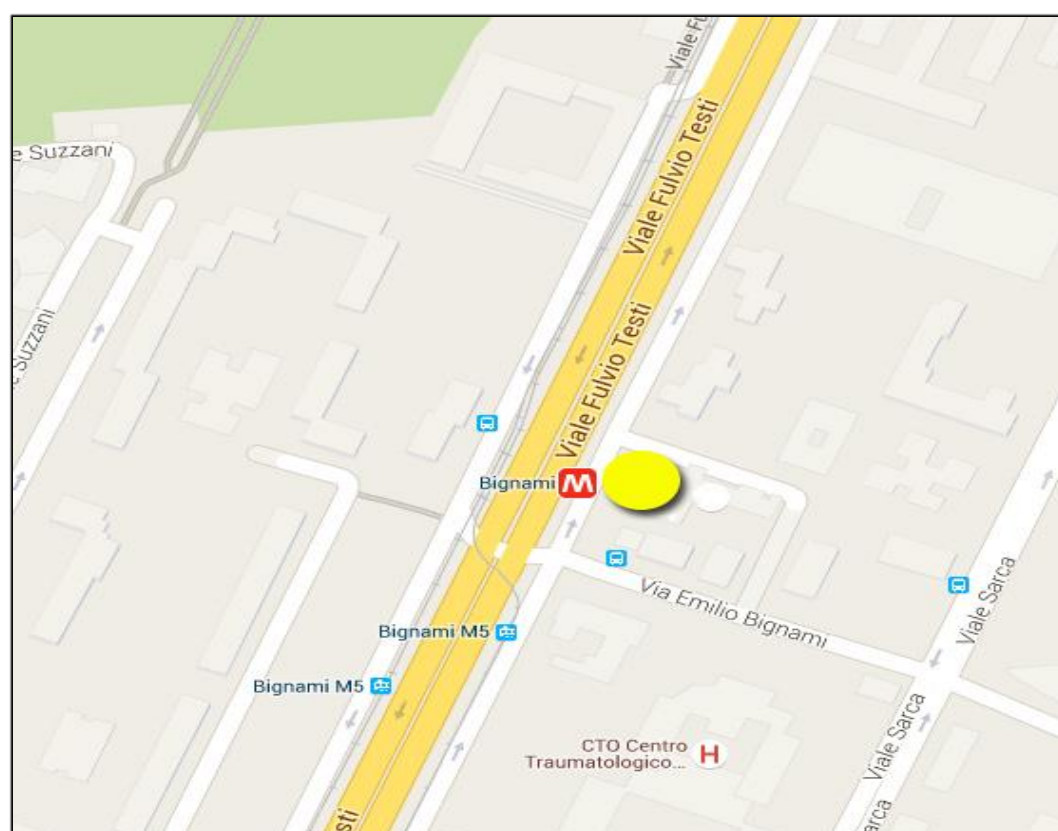 Viale Fu
e Suzzani
Viale Fulvio Testi
e Suzzani
Viale Fulvio Testi
Bignami M
Via Emilio Bignami
Viale Sarca
Bignami M5
Bignami M5
Viale Sarca
CTO Centro
Traumatologico...
H
sti
arca